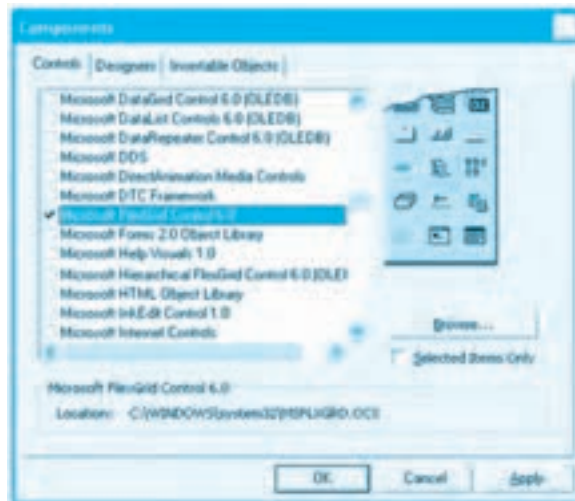 Components
Controls
Designers
Insertable Objects
Microsoft DataGrid Control 6.0 (OLEDB)
Microsoft DataList Controls 6.0 (OLEDB)
Microsoft DataRepeater Control 6.0 (OLEDB)
Microsoft DDS
Microsoft DirectAnimation Media Controls
Microsoft DTC Framework
Microsoft FlexGrid Control 6.0
Microsoft Forms 2.0 Object Library
Microsoft Help Visuals 1.0
Microsoft Hierarchical FlexGrid Control 6.0 (OLEI
Microsoft HTML Object Library
Microsoft InkEdit Control 1.0
Microsoft Internet Controls
Browse...
Selected Items Only
Microsoft FlexGrid Control 6.0
Location: C:\WINDOWS\system32\MSFLXGRD.OCX
OK
Cancel
Apply